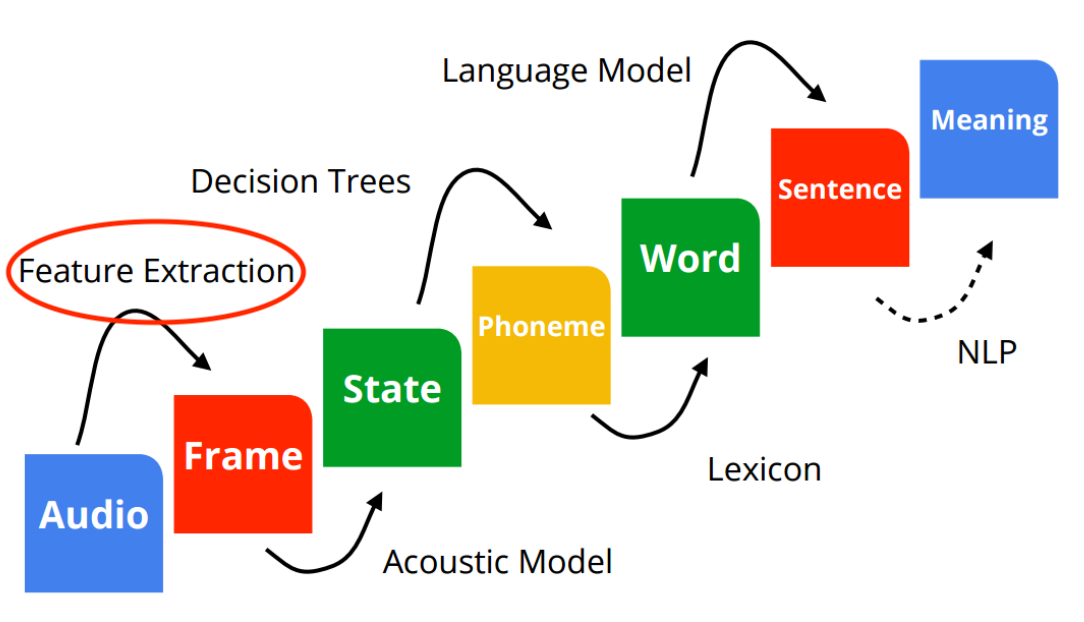 Language Model
Meaning
Decision Trees
Sentence
Feature Extraction
Word
Phoneme
State
NLP
Frame
Lexicon
Audio
Acoustic Model